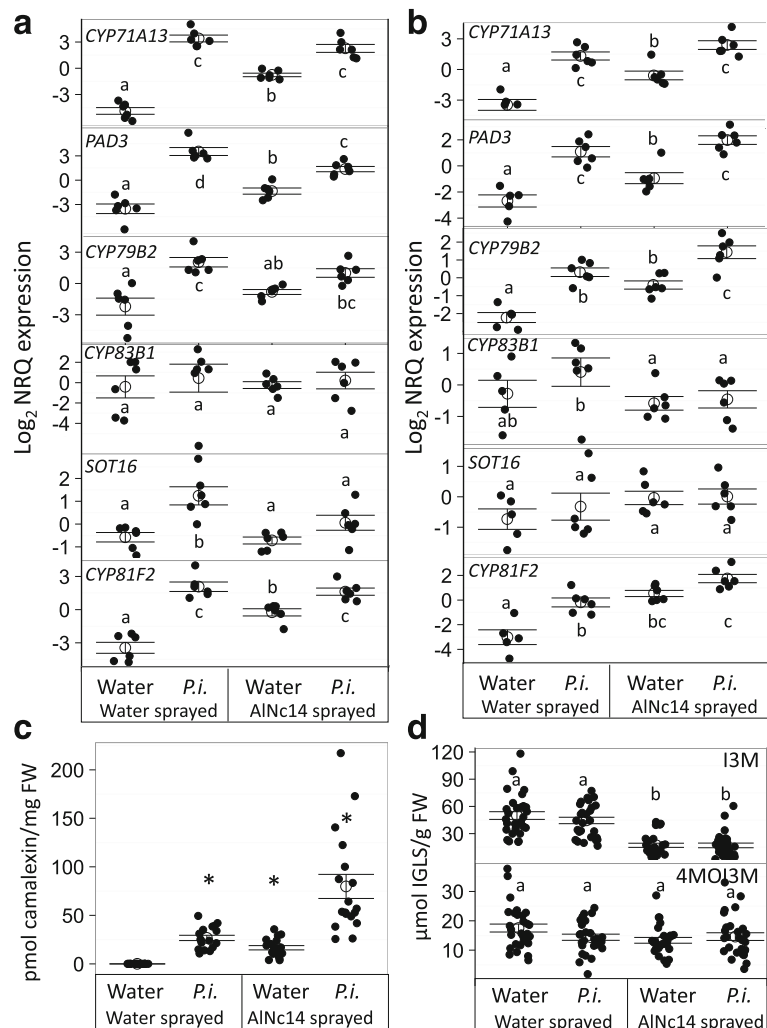 a
b
Log₂ NRQ expression
CYP71A13
3
0
-3
a
c
b
c
PAD3
3
0
-3
a
d
b
c
CYP79B2
3
0
-3
a
c
ab
bc
CYP83B1
2
0
-2
-4
a
a
a
a
SOT16
2
1
0
-1
a
b
a
a
CYP81F2
3
0
-3
a
c
b
c
Water P.i. Water P.i.
Water sprayed AlNc14 sprayed
Log₂ NRQ expression
CYP71A13
3
0
-3
a
c
b
c
PAD3
2
0
-2
-4
a
c
b
c
CYP79B2
2
1
0
-1
-2
a
b
b
c
CYP83B1
1
0
-1
ab
b
a
a
SOT16
1
0
-1
a
a
a
a
CYP81F2
2
0
-2
-4
a
b
bc
c
Water P.i. Water P.i.
Water sprayed AlNc14 sprayed
c
d
pmol camalexin/mg FW
200
150
100
50
0
* * *
Water P.i. Water P.i.
Water sprayed AlNc14 sprayed
µmol IGLS/g FW
120
90
60
30
I3M
a a b b
4MOI3M
30
20
10
a a a a
Water P.i. Water P.i.
Water sprayed AlNc14 sprayed